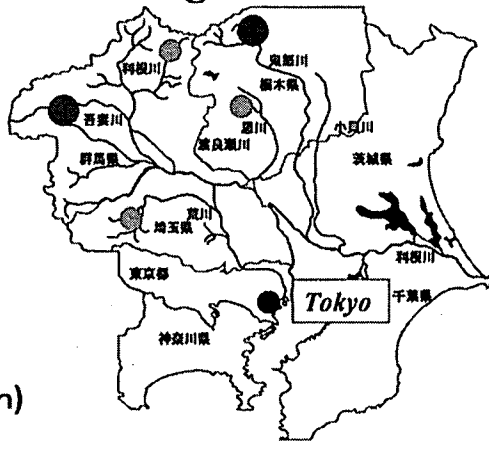 利根川
鬼怒川
栃木県
吾妻川
思川
渡良瀬川
小貝川
群馬県
茨城県
荒川
埼玉県
利根川
東京都
Tokyo
千葉県
神奈川県
n)